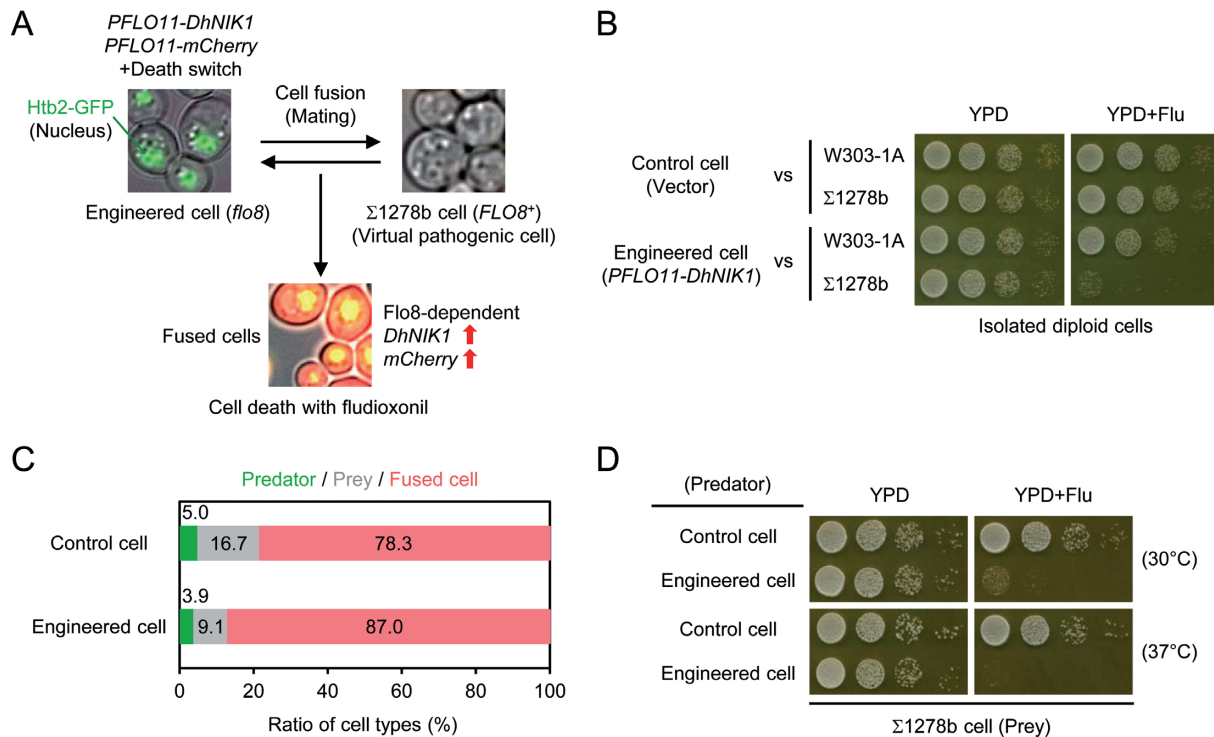 A
PFLO11-DhNIK1
PFLO11-mCherry
+Death switch
Htb2-GFP
(Nucleus)
Cell fusion
(Mating)
Engineered cell (flo8)
Σ1278b cell (FLO8+)
(Virtual pathogenic cell)
Fused cells
Flo8-dependent
DhNIK1
mCherry
Cell death with fludioxonil
B
YPD
YPD+Flu
Control cell
(Vector)
vs
W303-1A
Σ1278b
Engineered cell
(PFLO11-DhNIK1)
vs
W303-1A
Σ1278b
Isolated diploid cells
C
Predator / Prey / Fused cell
5.0
Control cell
16.7
78.3
3.9
Engineered cell
9.1
87.0
0
20
40
60
80
100
Ratio of cell types (%)
D
(Predator)
YPD
YPD+Flu
Control cell
Engineered cell
(30°C)
Control cell
Engineered cell
(37°C)
Σ1278b cell (Prey)